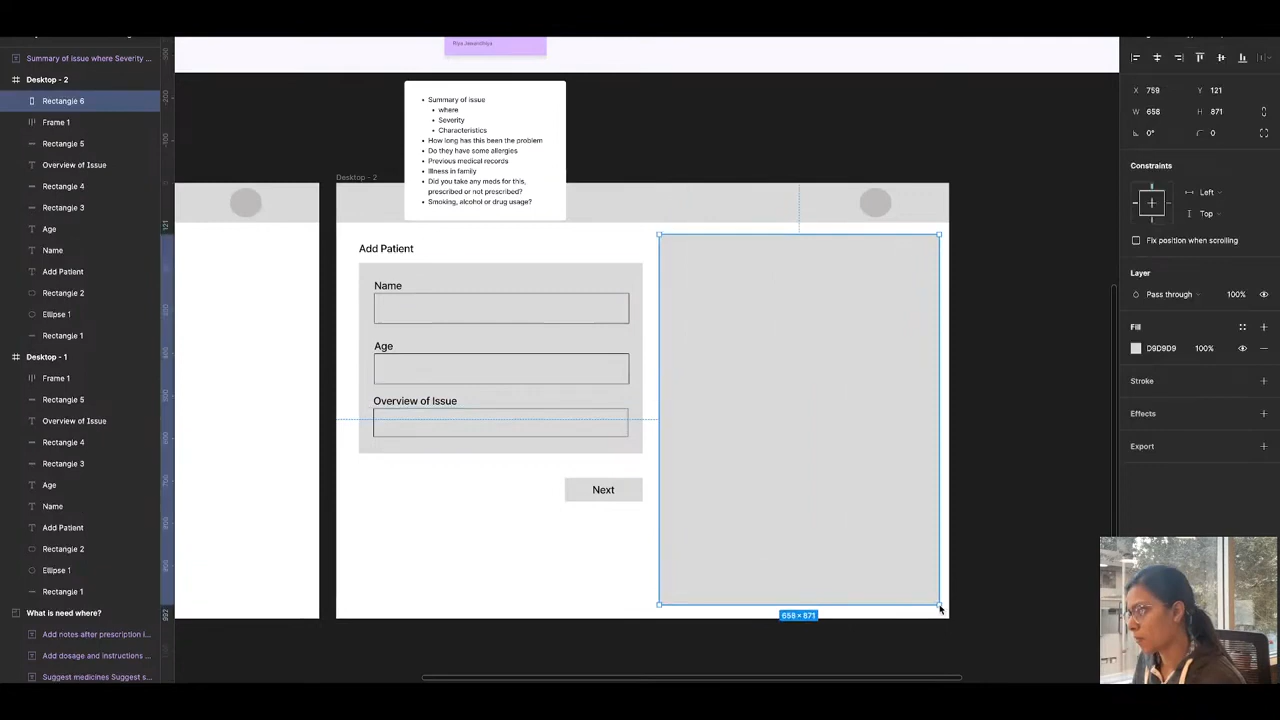 Summary of issue where Severity ...
Desktop - 2
Rectangle 6
Frame 1
Rectangle 5
Overview of Issue
Rectangle 4
Rectangle 3
Age
Name
Add Patient
Rectangle 2
Ellipse 1
Rectangle 1
Desktop - 1
Frame 1
Rectangle 5
Overview of Issue
Rectangle 4
Rectangle 3
Age
Name
Add Patient
Rectangle 2
Ellipse 1
Rectangle 1
What is need where?
Add notes after prescription i...
Add dosage and instructions ...
Suggest medicines Suggest s...
• Summary of issue
• where
• Severity
• Characteristics
• How long has this been the problem
• Do they have some allergies
• Previous medical records
• Illness in family
• Did you take any meds for this,
prescribed or not prescribed?
• Smoking, alcohol or drug usage?
Desktop - 2
Add Patient
Name
Age
Overview of Issue
Next
658 × 871
X 759 Y 121
W 658 H 871
0° 0
Constraints
Left
Top
Fix position when scrolling
Layer
Pass through 100%
Fill
D9D9D9 100%
Stroke
Effects
Export